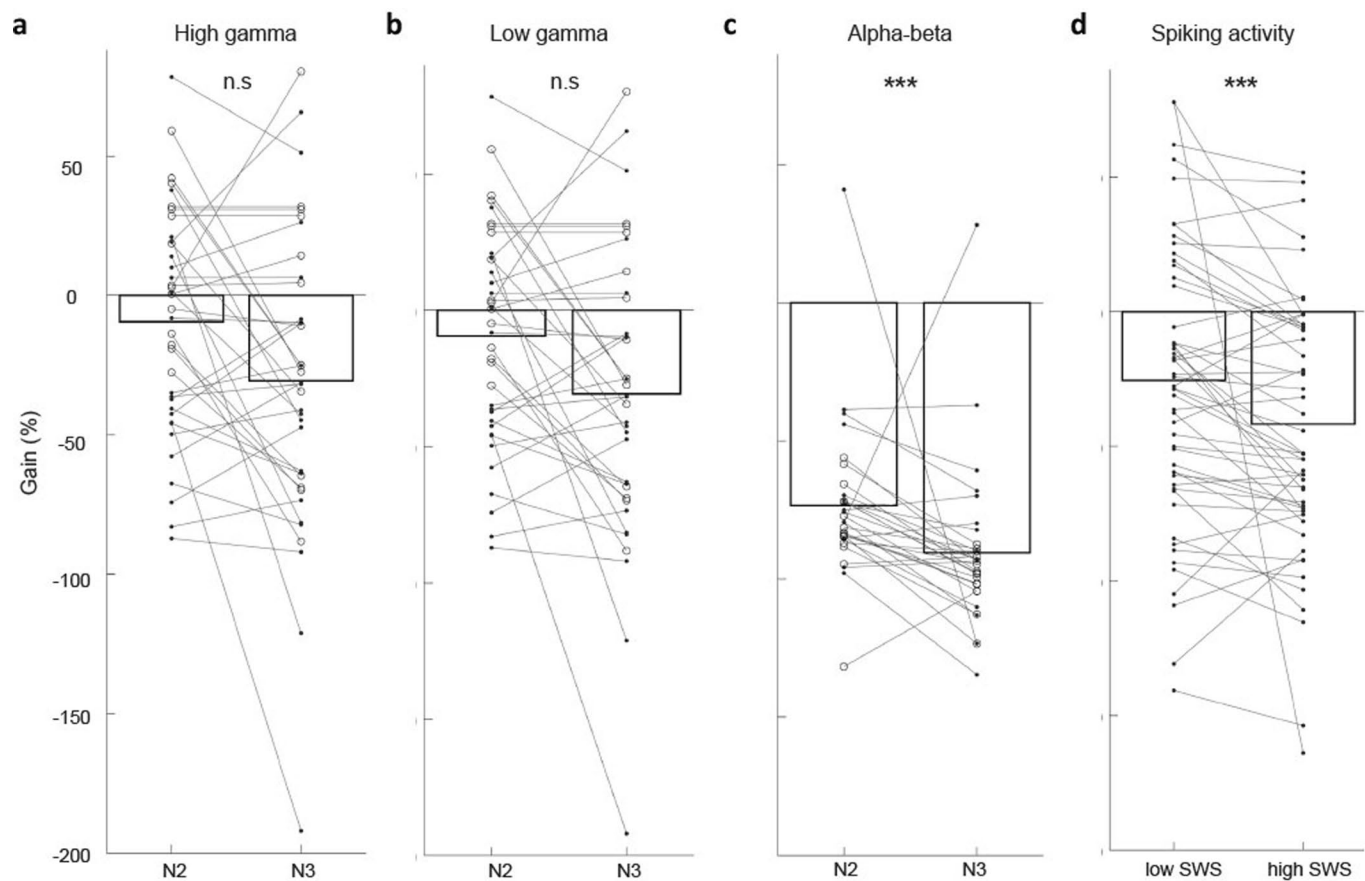 a High gamma
n.s
b Low gamma
n.s
c Alpha-beta
***
d Spiking activity
***
Gain (%)
50
0
-50
-100
-150
-200
N2 N3
N2 N3
N2 N3
low SWS high SWS